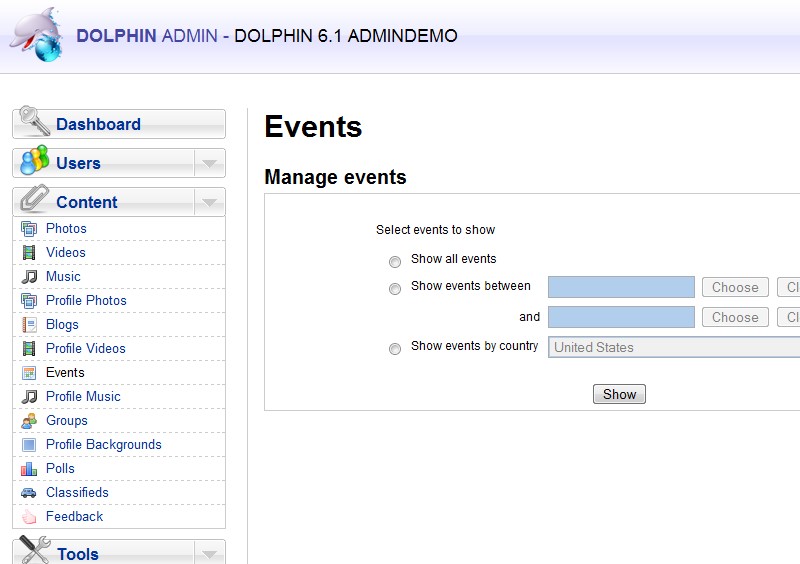 DOLPHIN ADMIN - DOLPHIN 6.1 ADMINDEMO
Dashboard
Users
Content
Photos
Videos
Music
Profile Photos
Blogs
Profile Videos
Events
Profile Music
Groups
Profile Backgrounds
Polls
Classifieds
Feedback
Tools
Events
Manage events
Select events to show
Show all events
Show events between Choose Cl
and Choose Cl
Show events by country United States
Show